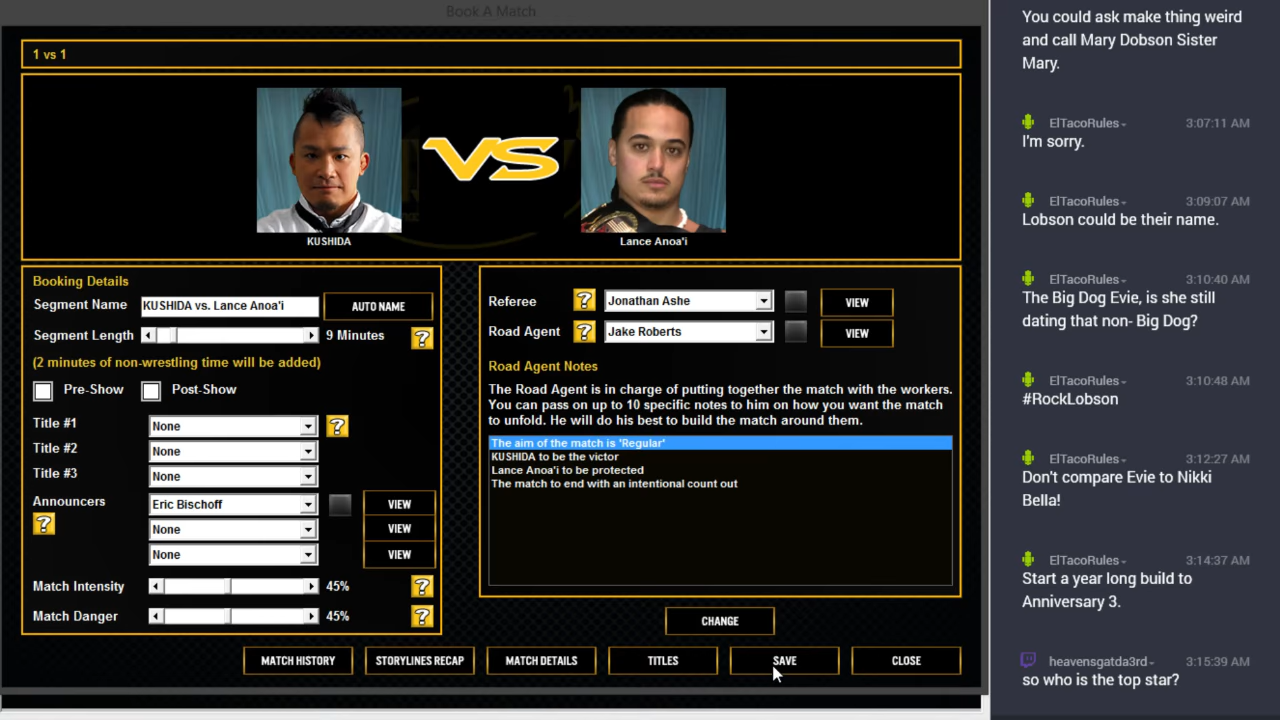 Book A Match
1 vs 1
VS
KUSHIDA
Lance Anoa'i
Booking Details
Segment Name
KUSHIDA vs. Lance Anoa'i
AUTO NAME
Segment Length
9 Minutes
?
(2 minutes of non-wrestling time will be added)
Pre-Show
Post-Show
Title #1
None
?
Title #2
None
Title #3
None
Announcers
Eric Bischoff
VIEW
?
None
VIEW
None
VIEW
Match Intensity
45%
?
Match Danger
45%
?
Referee
?
Jonathan Ashe
VIEW
Road Agent
?
Jake Roberts
VIEW
Road Agent Notes
The Road Agent is in charge of putting together the match with the workers.
You can pass on up to 10 specific notes to him on how you want the match
to unfold. He will do his best to build the match around them.
The aim of the match is 'Regular'
KUSHIDA to be the victor
Lance Anoa'i to be protected
The match to end with an intentional count out
CHANGE
MATCH HISTORY
STORYLINES RECAP
MATCH DETAILS
TITLES
SAVE
CLOSE
You could ask make thing weird
and call Mary Dobson Sister
Mary.
ElTacoRules
3:07:11 AM
I'm sorry.
ElTacoRules
3:09:07 AM
Lobson could be their name.
ElTacoRules
3:10:40 AM
The Big Dog Evie, is she still
dating that non- Big Dog?
ElTacoRules
3:10:48 AM
#RockLobson
ElTacoRules
3:12:27 AM
Don't compare Evie to Nikki
Bella!
ElTacoRules
3:14:37 AM
Start a year long build to
Anniversary 3.
heavensgatda3rd
3:15:39 AM
so who is the top star?